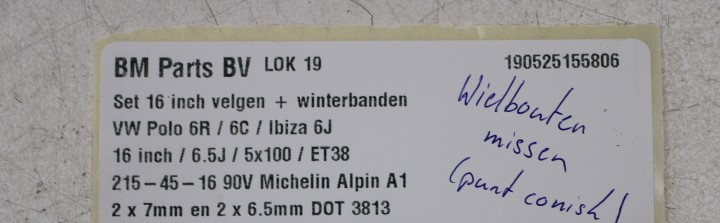 BM Parts BV LOK 19
190525155806
Set 16 inch velgen + winterbanden
VW Polo 6R / 6C / Ibiza 6J
16 inch / 6.5J / 5x100 / ET38
215-45-16 90V Michelin Alpin A1
2 x 7mm en 2 x 6.5mm DOT 3813
Wielbouten
missen
(punt conish)